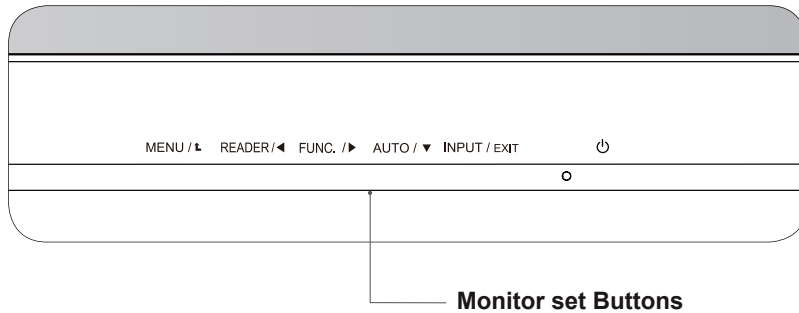 MENU / ⮤ READER / ◀ FUNC. / ▶ AUTO / ▼ INPUT / EXIT ⏻
Monitor set Buttons